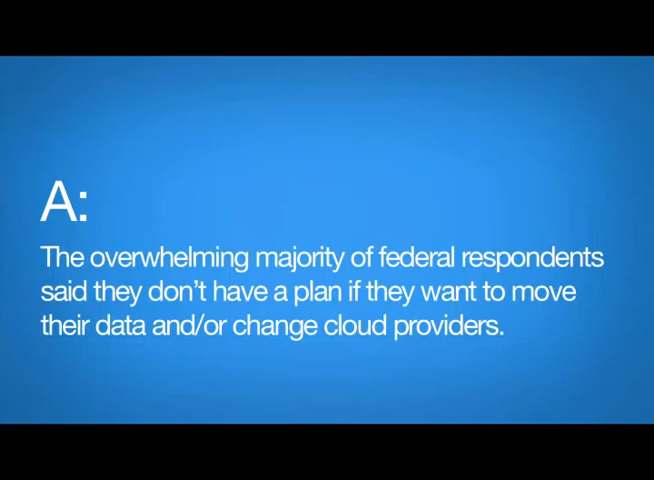 A:
The overwhelming majority of federal respondents
said they don’t have a plan if they want to move
their data and/or change cloud providers.